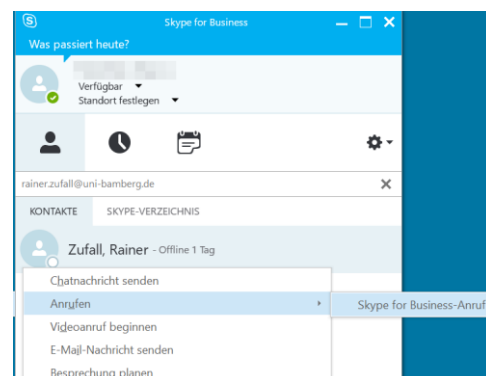 Skype for Business
Was passiert heute?
Verfügbar
Standort festlegen
rainer.zufall@uni-bamberg.de
KONTAKTE SKYPE-VERZEICHNIS
Zufall, Rainer - Offline 1 Tag
Chatnachricht senden
Anrufen Skype for Business-Anruf
Videoanruf beginnen
E-Mail-Nachricht senden
Besprechung planen